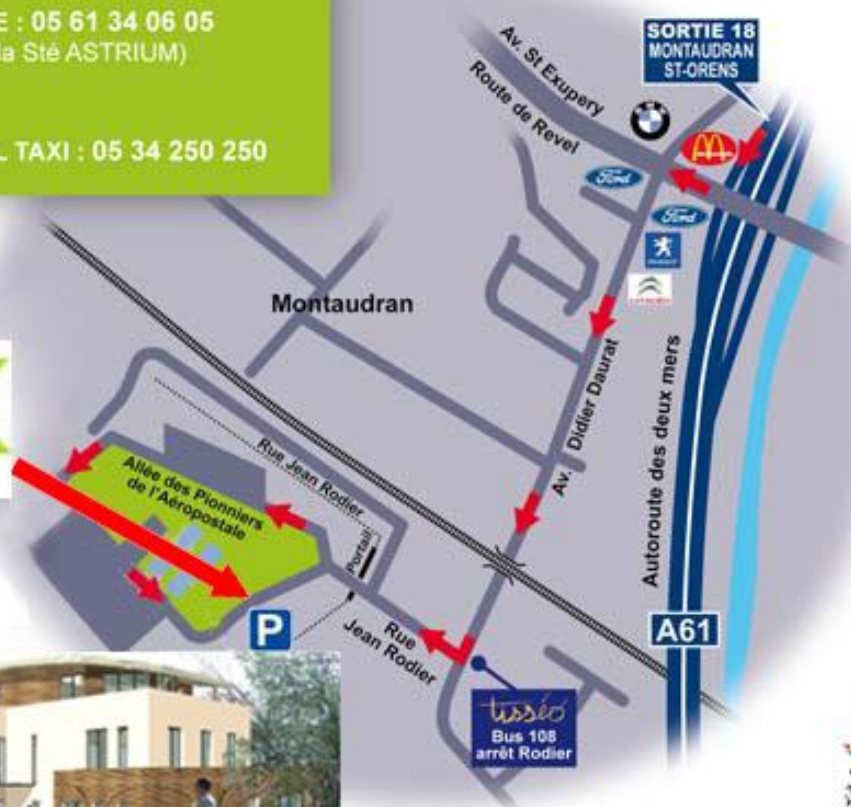 E : 05 61 34 06 05
la Sté ASTRIUM)
L TAXI : 05 34 250 250
SORTIE 18
MONTAUDRAN
ST-ORENS
Av. St Exupery
Route de Revel
Ford
Ford
PEUGEOT
CITROËN
Montaudran
Av. Didier Daurat
Autoroute des deux mers
Rue Jean Rodier
Allée des Pionniers
de l'Aéropostale
Portail
P
Rue
Jean Rodier
A61
tisséo
Bus 108
arrêt Rodier